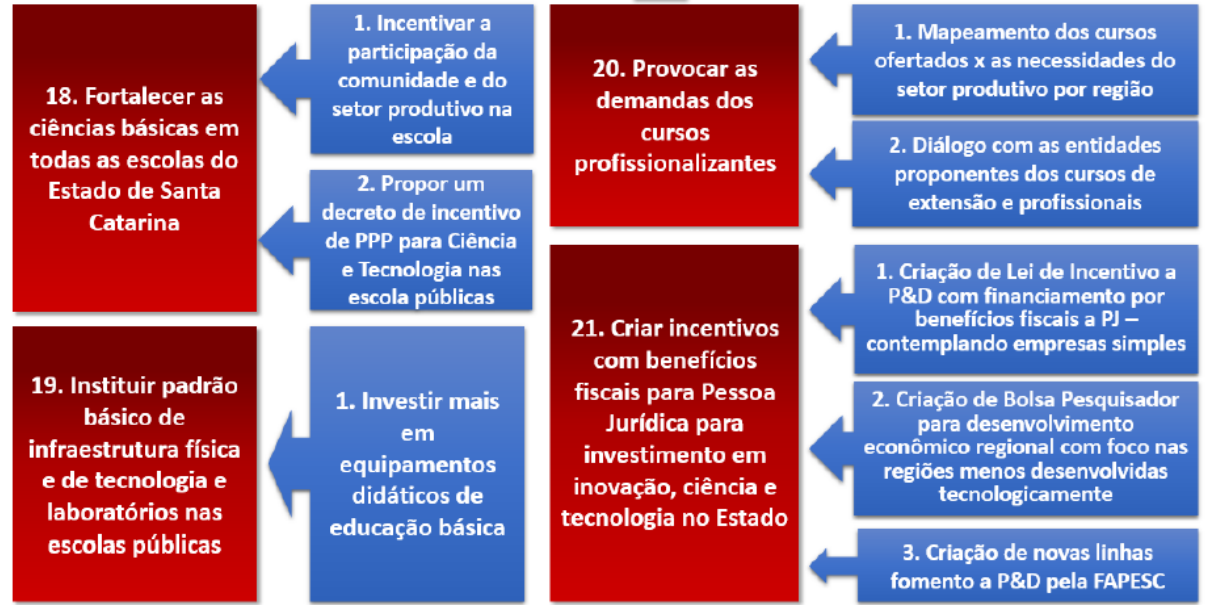 18. Fortalecer as
ciências básicas em
todas as escolas do
Estado de Santa
Catarina
1. Incentivar a
participação da
comunidade e do
setor produtivo na
escola
2. Propor um
decreto de incentivo
de PPP para Ciência
e Tecnologia nas
escola públicas
19. Instituir padrão
básico de
infraestrutura física
e de tecnologia e
laboratórios nas
escolas públicas
1. Investir mais
em
equipamentos
didáticos de
educação básica
20. Provocar as
demandas dos
cursos
profissionalizantes
1. Mapeamento dos cursos
ofertados x as necessidades do
setor produtivo por região
2. Diálogo com as entidades
proponentes dos cursos de
extensão e profissionais
21. Criar incentivos
com benefícios
fiscais para Pessoa
Jurídica para
investimento em
inovação, ciência e
tecnologia no Estado
1. Criação de Lei de Incentivo a
P&D com financiamento por
benefícios fiscais a PJ –
contemplando empresas simples
2. Criação de Bolsa Pesquisador
para desenvolvimento
econômico regional com foco nas
regiões menos desenvolvidas
tecnologicamente
3. Criação de novas linhas
fomento a P&D pela FAPESC